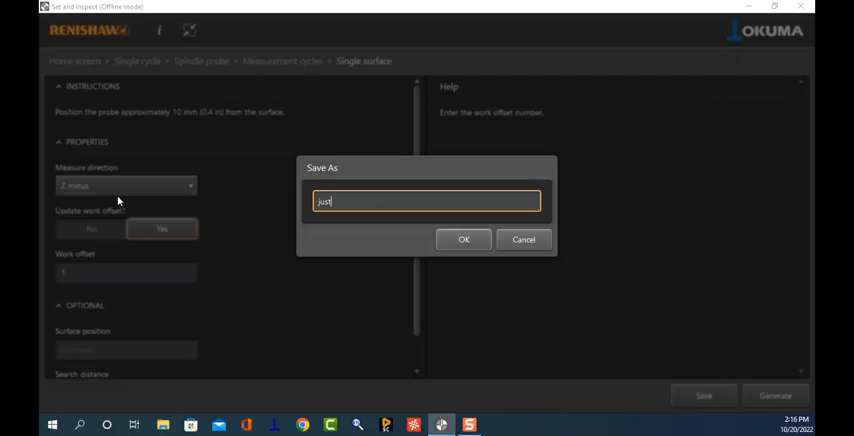 Set and Inspect (Offline mode)
RENISHAW i OKUMA
Home screen > Single cycle > Spindle probe > Measurement cycles > Single surface
INSTRUCTIONS
Position the probe approximately 10 mm (0.4 in) from the surface.
PROPERTIES
Measure direction
Z minus
Update work offset?
No Yes
Work offset
1
OPTIONAL
Surface position
Search distance
Help
Enter the work offset number.
Save As
just
OK Cancel
Save Generate
2:16 PM
10/20/2022